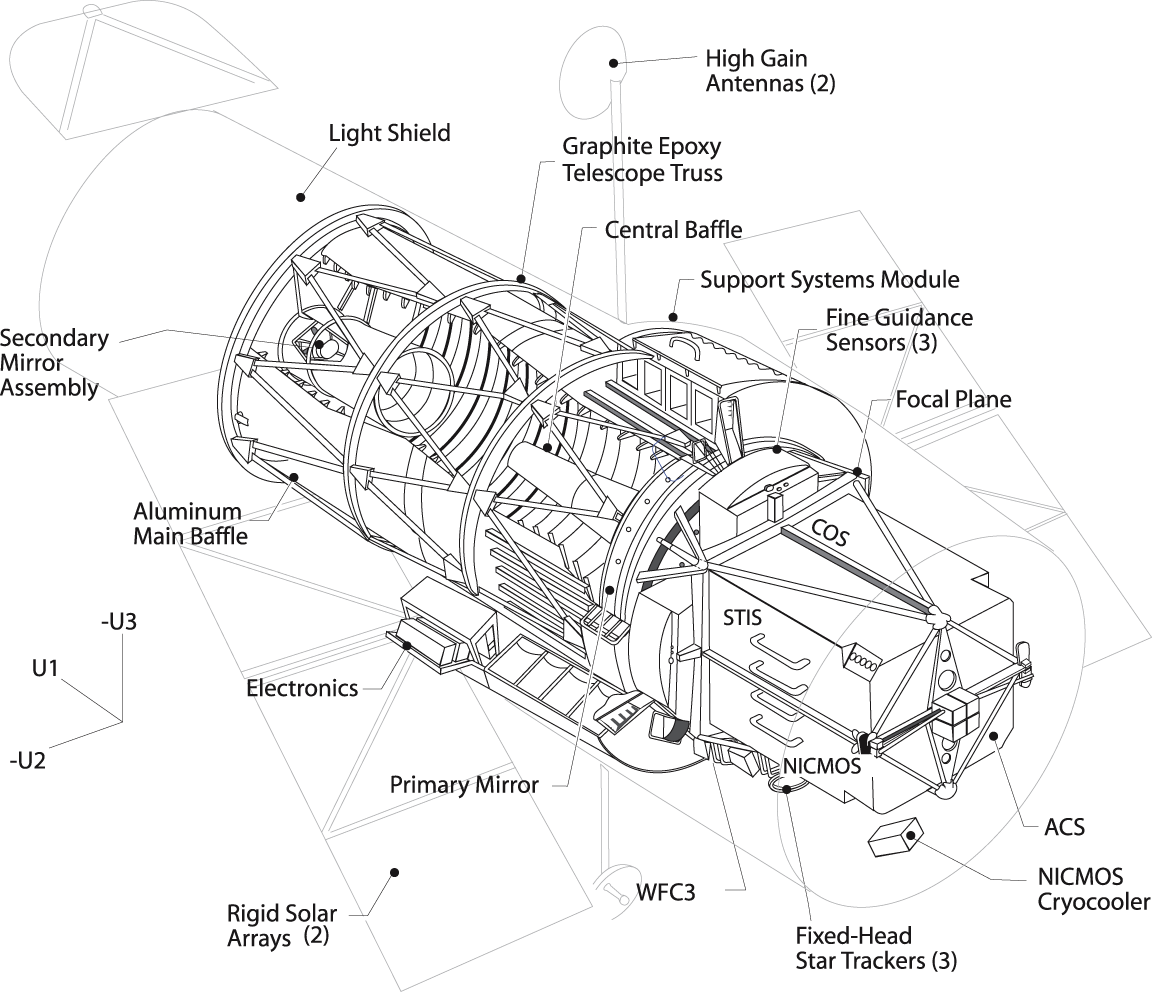 High Gain
Antennas (2)
Light Shield
Graphite Epoxy
Telescope Truss
Central Baffle
Support Systems Module
Fine Guidance
Sensors (3)
Secondary
Mirror
Assembly
Focal Plane
Aluminum
Main Baffle
COS
STIS
-U3
U1
-U2
Electronics
NICMOS
Primary Mirror
ACS
NICMOS
Cryocooler
WFC3
Rigid Solar
Arrays (2)
Fixed-Head
Star Trackers (3)